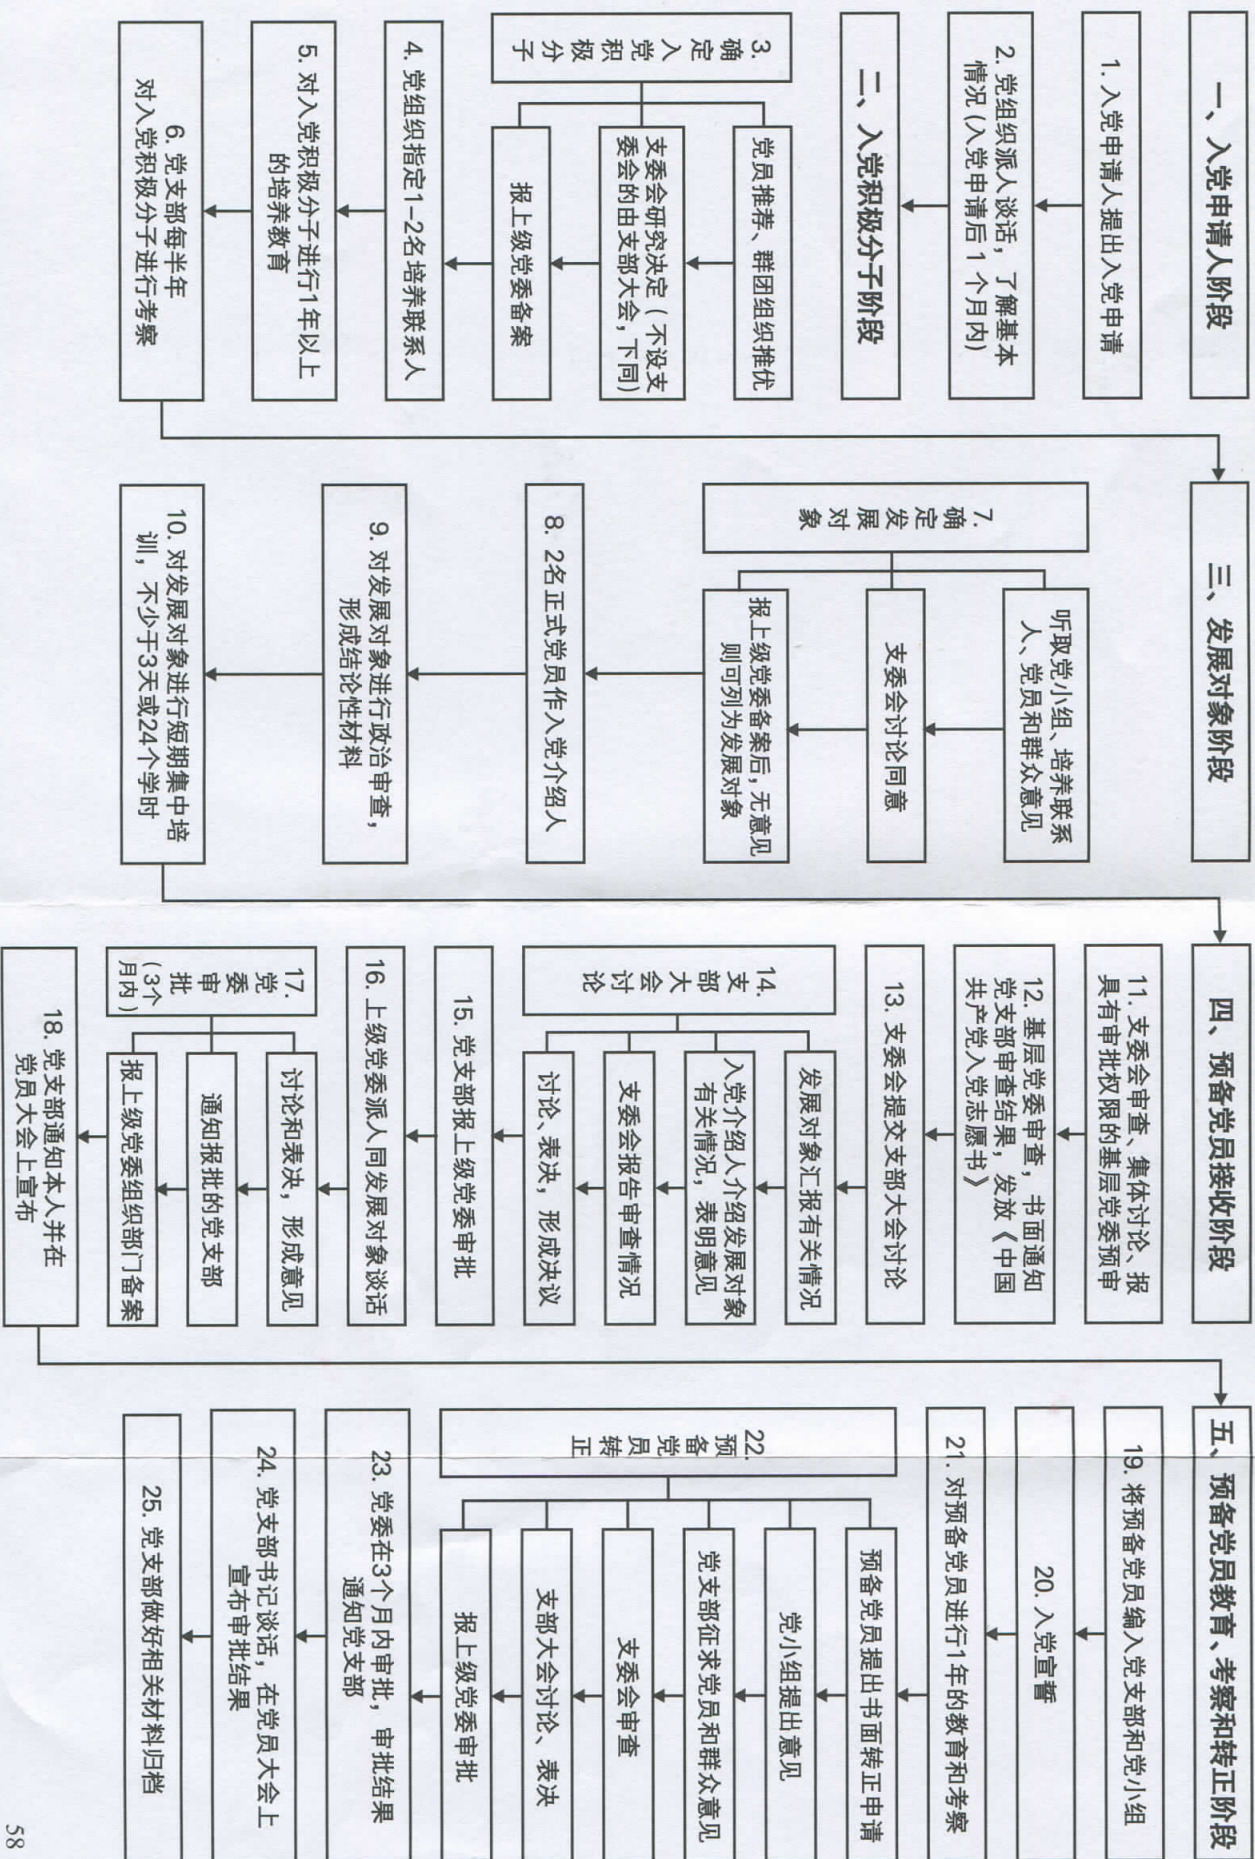 一、入党申请人阶段
1. 入党申请人提出入党申请
2. 党组织派人谈话，了解基本
情况（入党申请后 1 个月内）
二、入党积极分子阶段
3.
确定
入党
积极
分子
党员推荐、群团组织推优
支委会研究决定（不设支
委会的由支部大会，下同）
报上级党委备案
4. 党组织指定1-2名培养联系人
5. 对入党积极分子进行1年以上
的培养教育
6. 党支部每半年
对入党积极分子进行考察
三、发展对象阶段
7.
确定
发展
对象
听取党小组、培养联系
人、党员和群众意见
支委会讨论同意
报上级党委备案后，无意见
则可列为发展对象
8. 2名正式党员作入党介绍人
9. 对发展对象进行政治审查，
形成结论性材料
10. 对发展对象进行短期集中培
训，不少于3天或24个学时
四、预备党员接收阶段
11. 支委会审查、集体讨论、报
具有审批权限的基层党委预审
12. 基层党委审查，书面通知
党支部审查结果，发放《中国
共产党入党志愿书》
13. 支委会提交支部大会讨论
14.
支部
大会
讨论
发展对象汇报有关情况
入党介绍人介绍发展对象
有关情况，表明意见
支委会报告审查情况
讨论、表决，形成决议
15. 党支部报上级党委审批
16. 上级党委派人同发展对象谈话
17.
党委
审批
（3个
月内）
讨论和表决，形成意见
通知报批的党支部
报上级党委组织部门备案
18. 党支部通知本人并在
党员大会上宣布
五、预备党员教育、考察和转正阶段
19. 将预备党员编入党支部和党小组
20. 入党宣誓
21. 对预备党员进行1年的教育和考察
22.
预备
党员
转正
预备党员提出书面转正申请
党小组提出意见
党支部征求党员和群众意见
支委会审查
支部大会讨论、表决
报上级党委审批
23. 党委在3个月内审批，审批结果
通知党支部
24. 党支部书记谈话，在党员大会上
宣布审批结果
25. 党支部做好相关材料归档
58